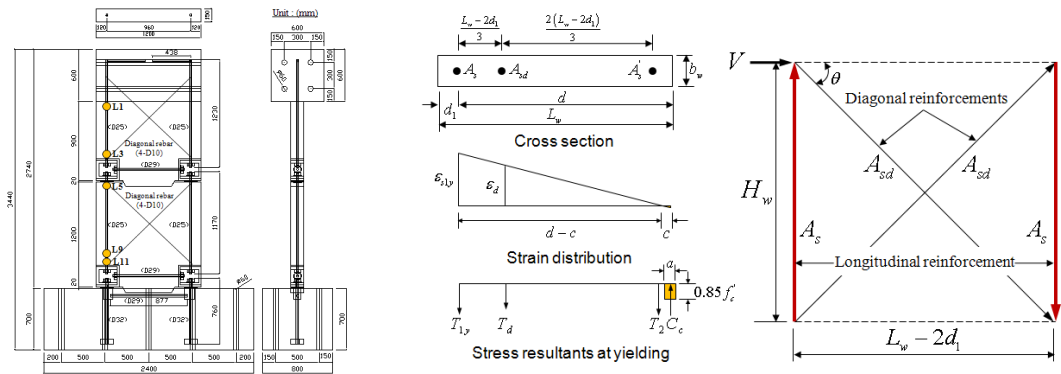 Unit : (mm)
120 960 120
1200
150
600
150 300 150
438
600
Ø60
150 300 150
600
L1
1230
(D25) (D25)
900
2740
3440
Diagonal rebar
(4-D10)
L3
(D29)
20
L5
Diagonal rebar
(4-D10)
1170
(D25) (D25)
1200
L9
L11
(D29)
20
Ø60
(D29) 877
760
700
(D32) (D32)
700
200 500 500 500 500 200
2400
150 500 150
800
L_w − 2d_1
3
2(L_w − 2d_1)
3
A_s A_sd A_s' b_w
d_1 d
L_w
Cross section
ε_s1y ε_d
d − c c
Strain distribution
a
0.85 f_c'
T_1y T_d T_2 C_c
Stress resultants at yielding
V θ
Diagonal reinforcements
A_sd A_sd
H_w
A_s A_s
Longitudinal reinforcement
L_w − 2d_1